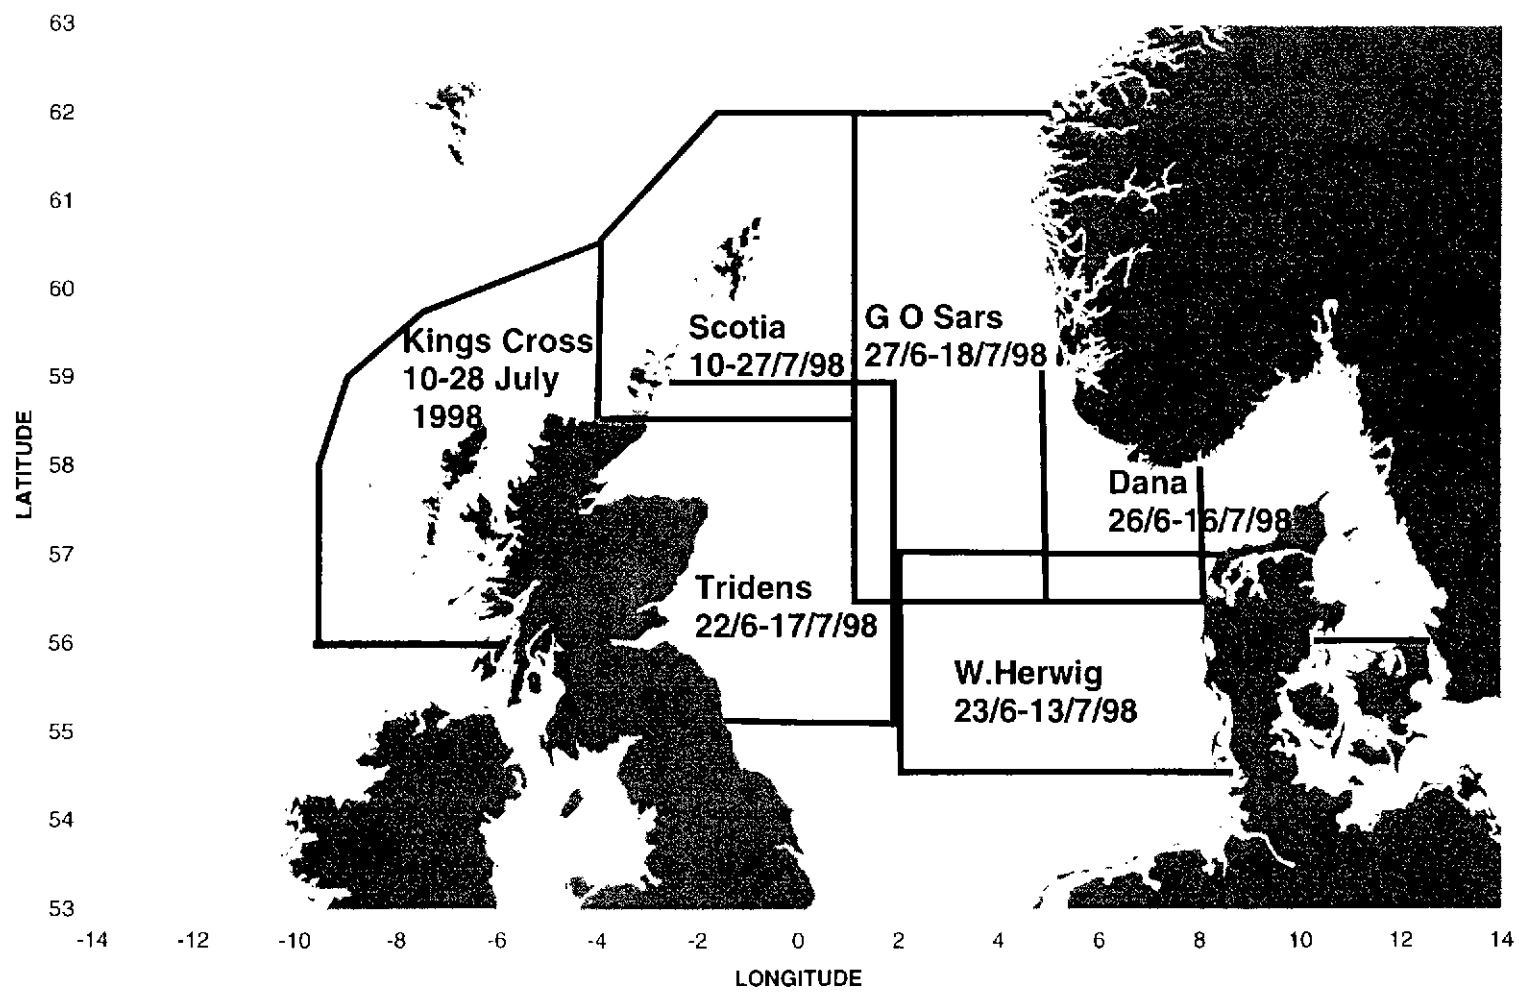 63
62
61
60
59
58
57
56
55
54
53
LATITUDE
Kings Cross
10-28 July
1998
Scotia
10-27/7/98
G O Sars
27/6-18/7/98
Dana
26/6-16/7/98
Tridens
22/6-17/7/98
W.Herwig
23/6-13/7/98
-14 -12 -10 -8 -6 -4 -2 0 2 4 6 8 10 12 14
LONGITUDE